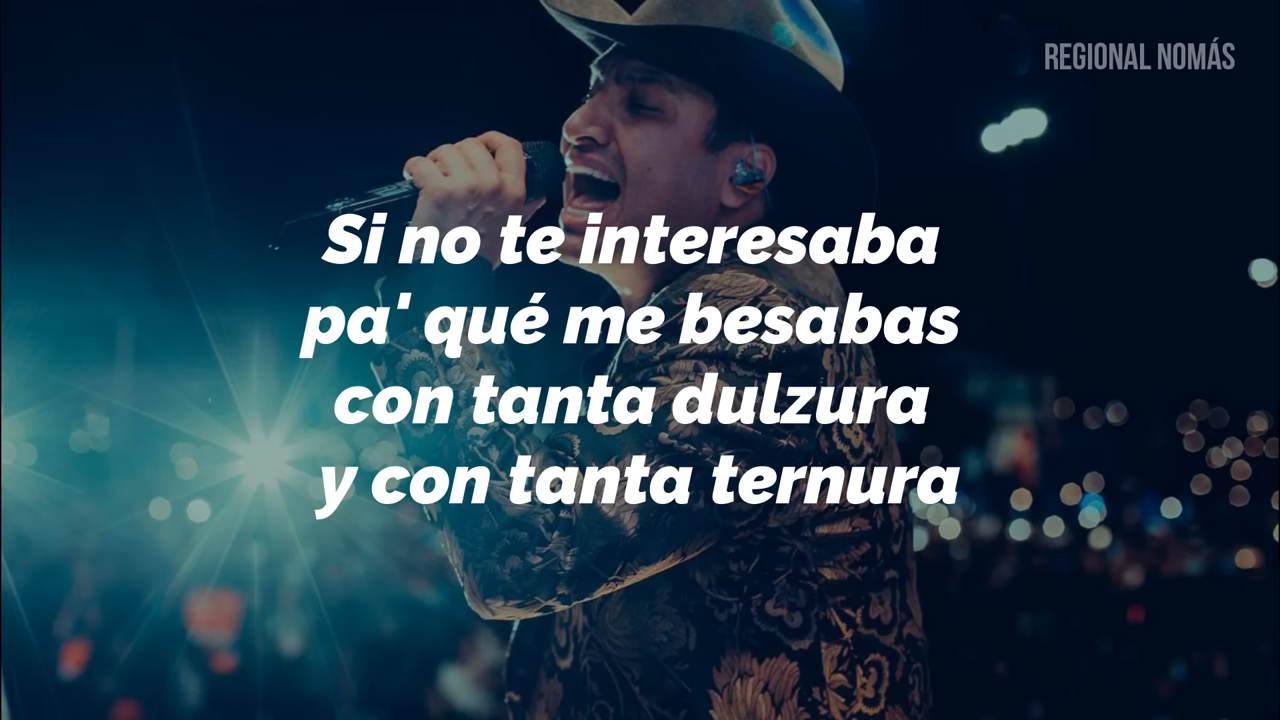 REGIONAL NOMÁS
Si no te interesaba
pa' qué me besabas
con tanta dulzura
y con tanta ternura